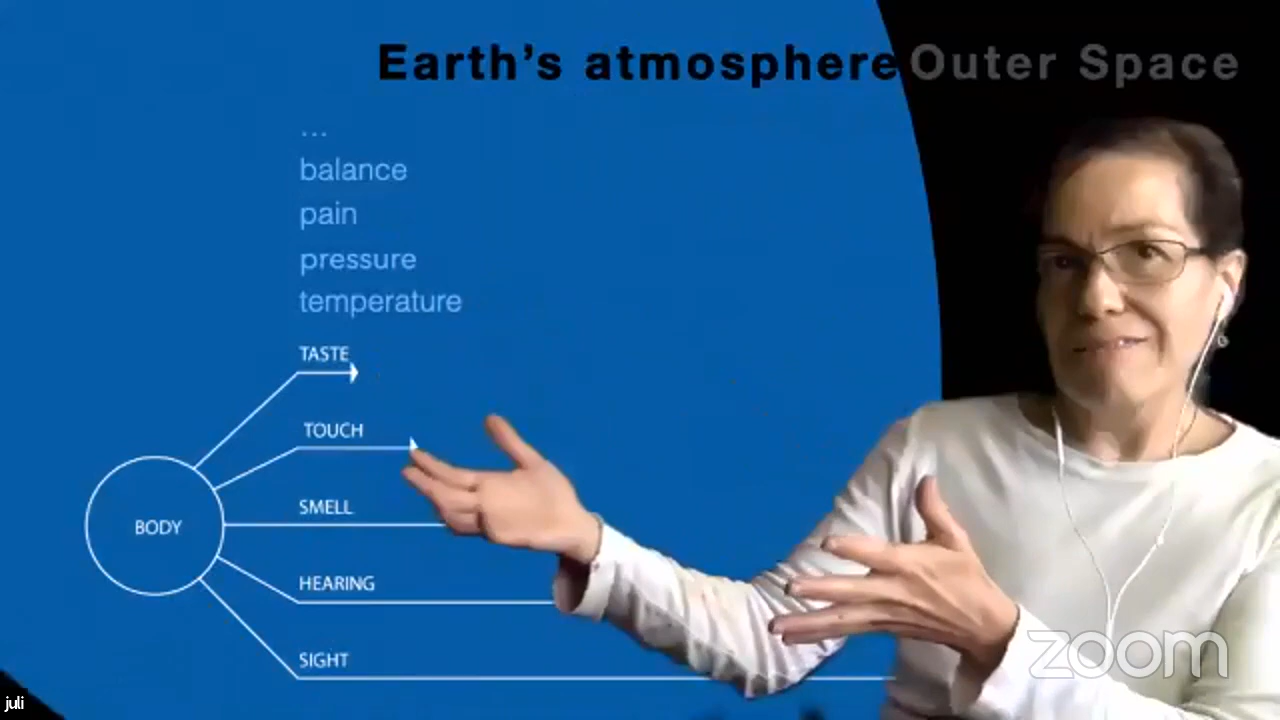 Earth's atmosphere Outer Space
...
balance
pain
pressure
temperature
TASTE
TOUCH
SMELL
BODY
HEARING
SIGHT
zoom
juli